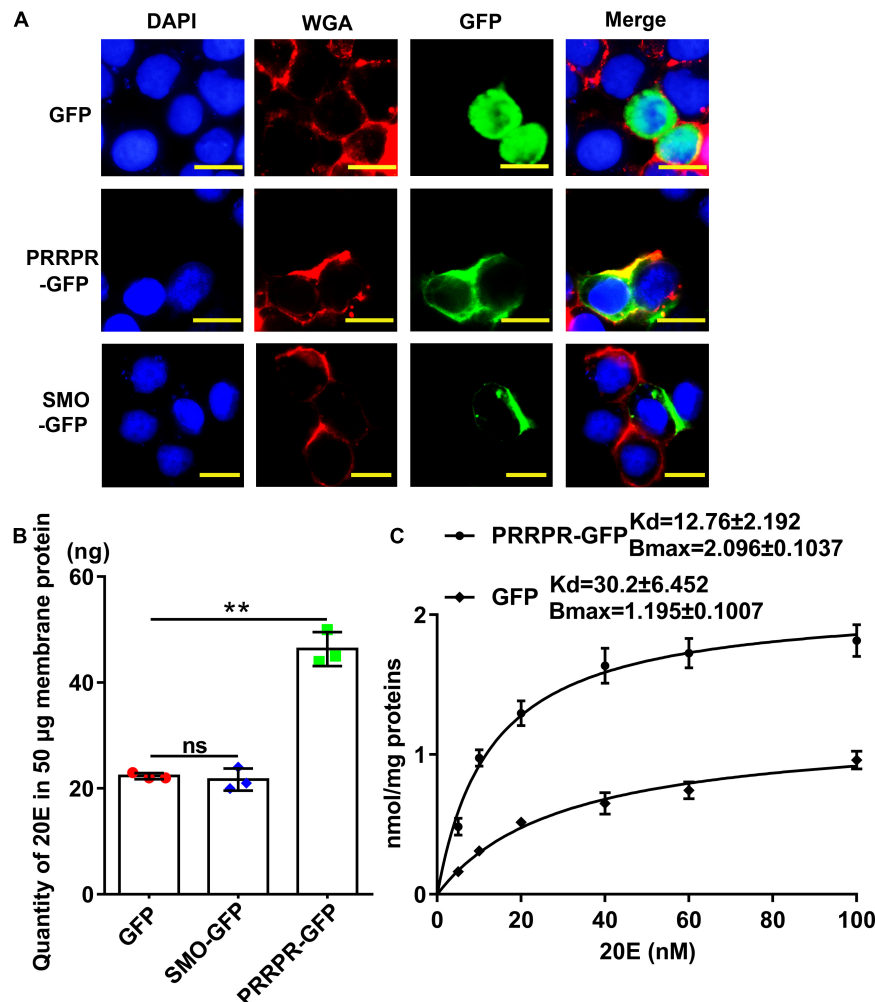 A
DAPI WGA GFP Merge
GFP
PRRPR
-GFP
SMO
-GFP
B
(ng)
Quantity of 20E in 50 μg membrane protein
60
40
20
0
**
ns
GFP
SMO-GFP
PRRPR-GFP
C
PRRPR-GFP
Kd=12.76±2.192
Bmax=2.096±0.1037
GFP
Kd=30.2±6.452
Bmax=1.195±0.1007
nmol/mg proteins
2
1
0
0 20 40 60 80 100
20E (nM)